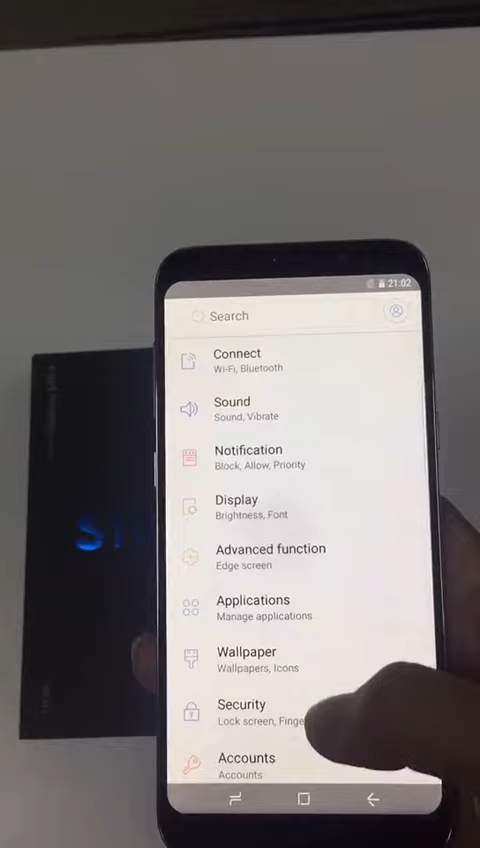 21:02
Search
Connect
Wi-Fi, Bluetooth
Sound
Sound, Vibrate
Notification
Block, Allow, Priority
Display
Brightness, Font
Advanced function
Edge screen
Applications
Manage applications
Wallpaper
Wallpapers, Icons
Security
Lock screen, Finge
Accounts
Accounts